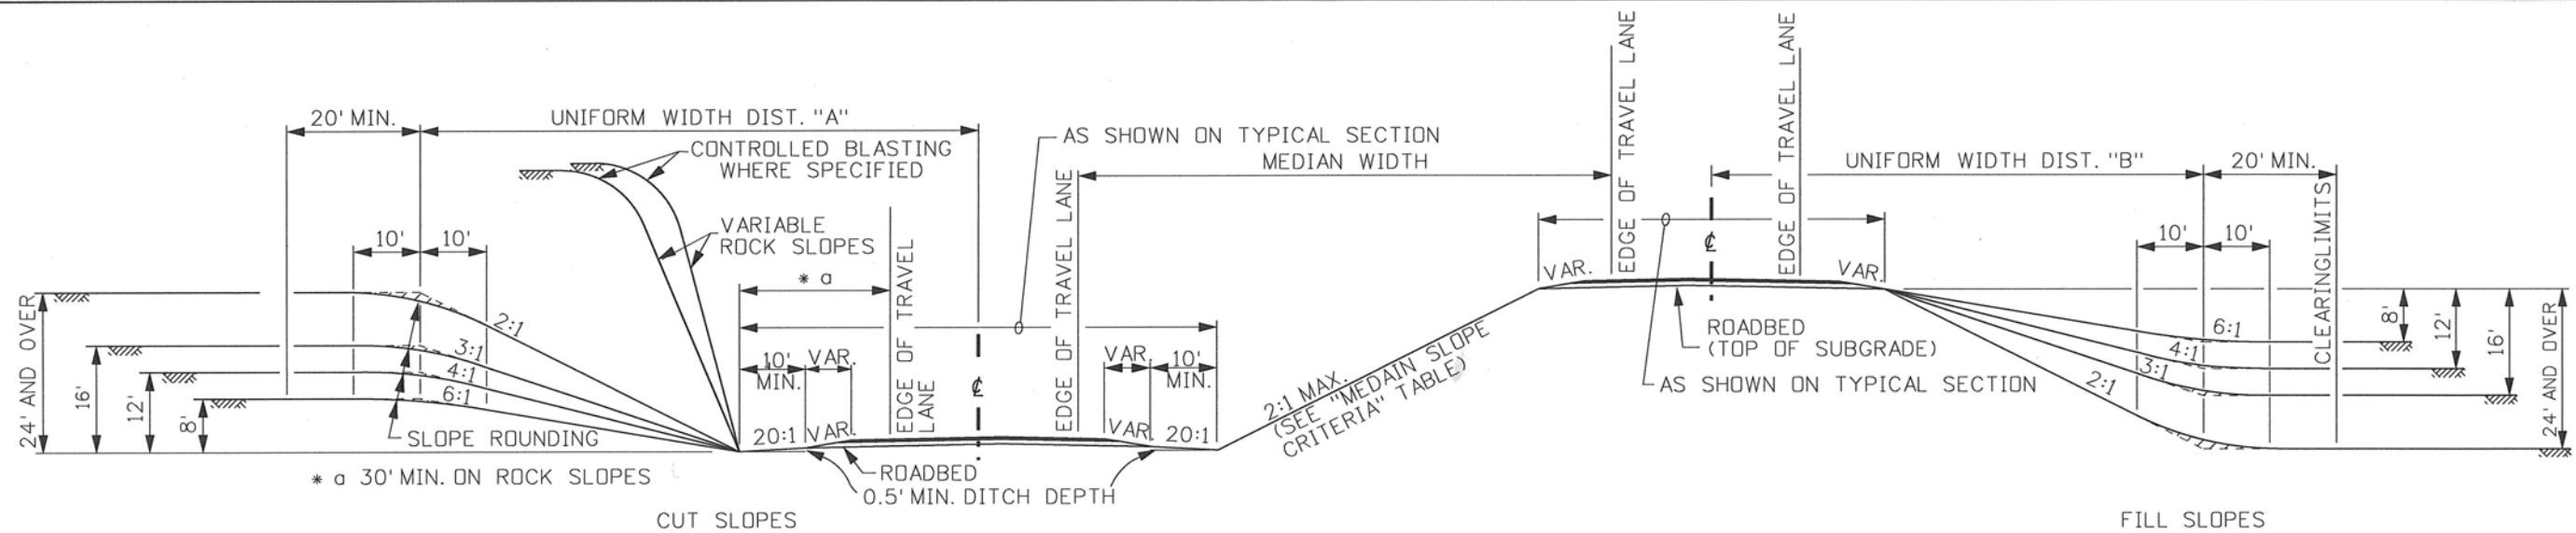 20' MIN.
UNIFORM WIDTH DIST. "A"
CONTROLLED BLASTING
WHERE SPECIFIED
VARIABLE
ROCK SLOPES
AS SHOWN ON TYPICAL SECTION
MEDIAN WIDTH
10'
10'
* a
EDGE OF TRAVEL
LANE
EDGE OF TRAVEL LANE
24' AND OVER
16'
12'
8'
2:1
3:1
4:1
6:1
SLOPE ROUNDING
* a 30' MIN. ON ROCK SLOPES
10'
MIN.
VAR.
20:1
VAR.
℄
VAR.
10'
MIN.
VAR.
20:1
ROADBED
0.5' MIN. DITCH DEPTH
CUT SLOPES
2:1 MAX.
(SEE "MEDAIN SLOPE
CRITERIA" TABLE)
EDGE OF TRAVEL LANE
EDGE OF TRAVEL LANE
VAR.
℄
VAR.
ROADBED
(TOP OF SUBGRADE)
AS SHOWN ON TYPICAL SECTION
UNIFORM WIDTH DIST. "B"
20' MIN.
10'
10'
CLEARINGLIMITS
6:1
4:1
3:1
2:1
8'
12'
16'
24' AND OVER
FILL SLOPES